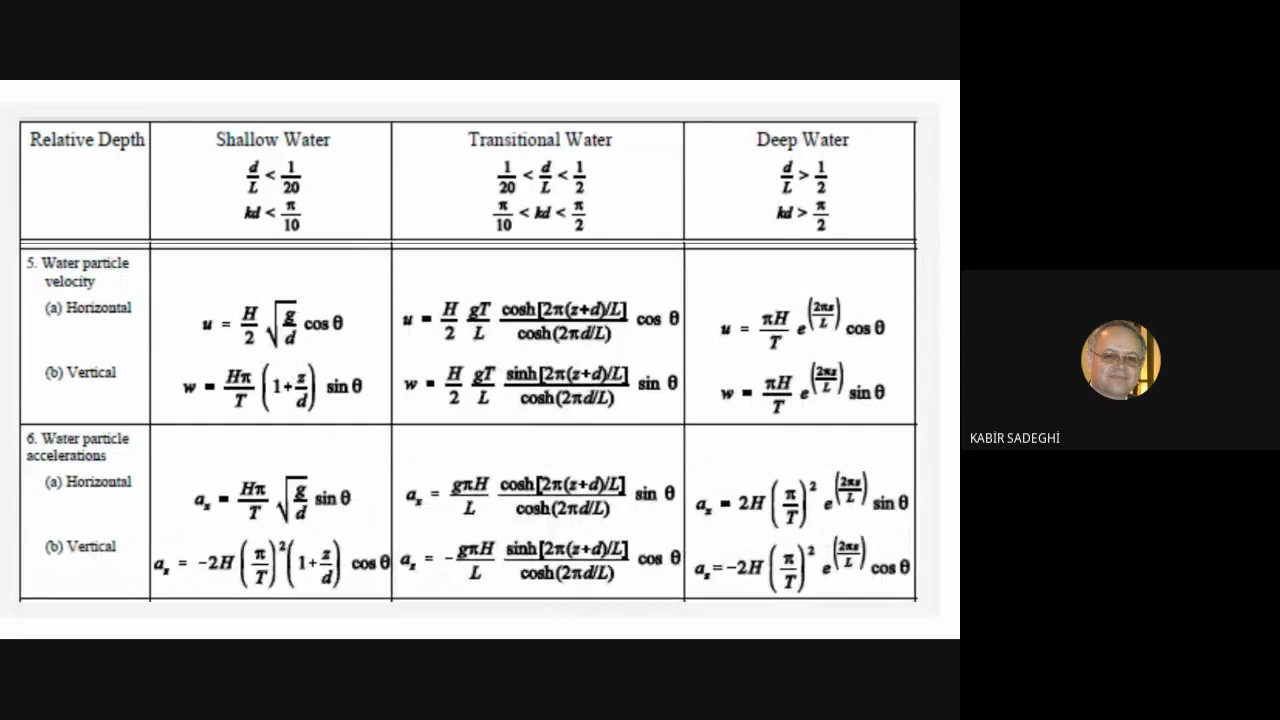 Relative Depth
Shallow Water
d/L < 1/20
kd < π/10
Transitional Water
1/20 < d/L < 1/2
π/10 < kd < π/2
Deep Water
d/L > 1/2
kd > π/2
5. Water particle
velocity
(a) Horizontal
u = H/2 √(g/d) cos θ
u = H/2 gT/L cosh[2π(z+d)/L]/cosh(2πd/L) cos θ
u = πH/T e^(2πz/L) cos θ
(b) Vertical
w = Hπ/T (1+z/d) sin θ
w = H/2 gT/L sinh[2π(z+d)/L]/cosh(2πd/L) sin θ
w = πH/T e^(2πz/L) sin θ
6. Water particle
accelerations
(a) Horizontal
a_x = Hπ/T √(g/d) sin θ
a_x = gπH/L cosh[2π(z+d)/L]/cosh(2πd/L) sin θ
a_x = 2H (π/T)² e^(2πz/L) sin θ
(b) Vertical
a_z = -2H (π/T)² (1+z/d) cos θ
a_z = -gπH/L sinh[2π(z+d)/L]/cosh(2πd/L) cos θ
a_z = -2H (π/T)² e^(2πz/L) cos θ
KABİR SADEGHİ